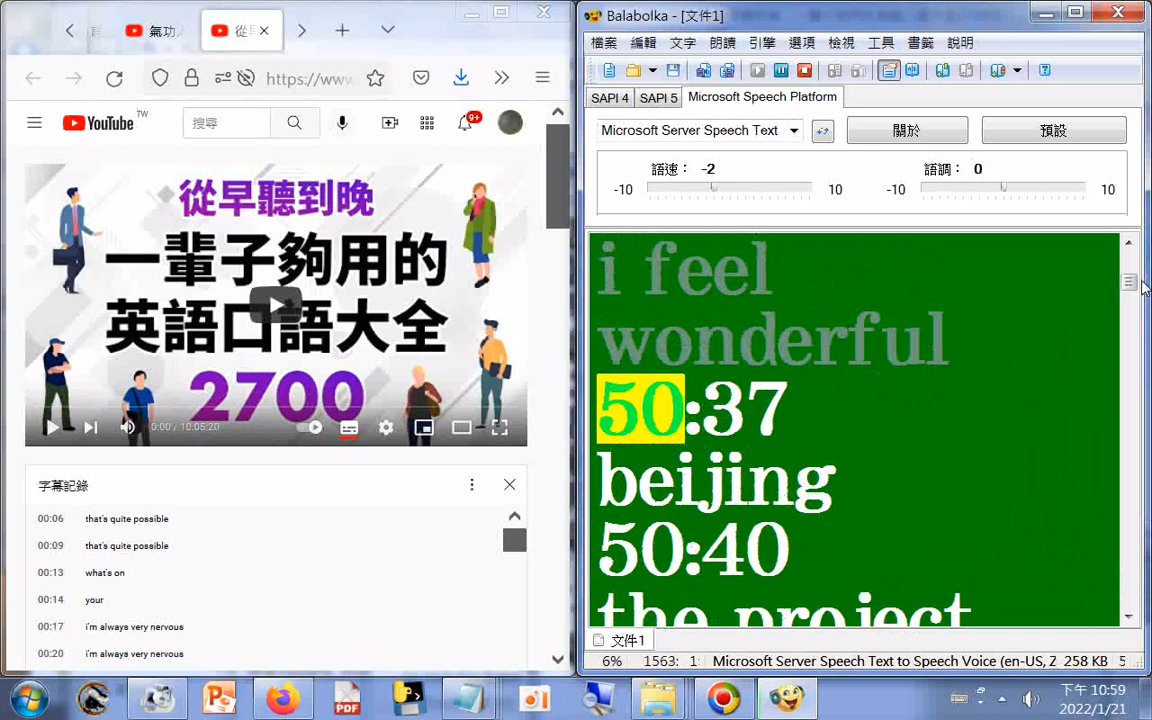 氣功
從
https://www
YouTube TW
搜尋
9+
從早聽到晚
一輩子夠用的
英語口語大全
2700
0:00 / 10:05:20
字幕記錄
00:06 that's quite possible
00:09 that's quite possible
00:13 what's on
00:14 your
00:17 i'm always very nervous
00:20 i'm always very nervous
Balabolka - [文件1]
檔案 編輯 文字 朗讀 引擎 選項 檢視 工具 書籤 說明
SAPI 4 SAPI 5 Microsoft Speech Platform
Microsoft Server Speech Text 關於 預設
語速： -2 語調： 0
-10 10 -10 10
i feel
wonderful
50:37
beijing
50:40
the project
文件1
6% 1563: 1 Microsoft Server Speech Text to Speech Voice (en-US, Z 258 KB 5
PDF
下午 10:59
2022/1/21